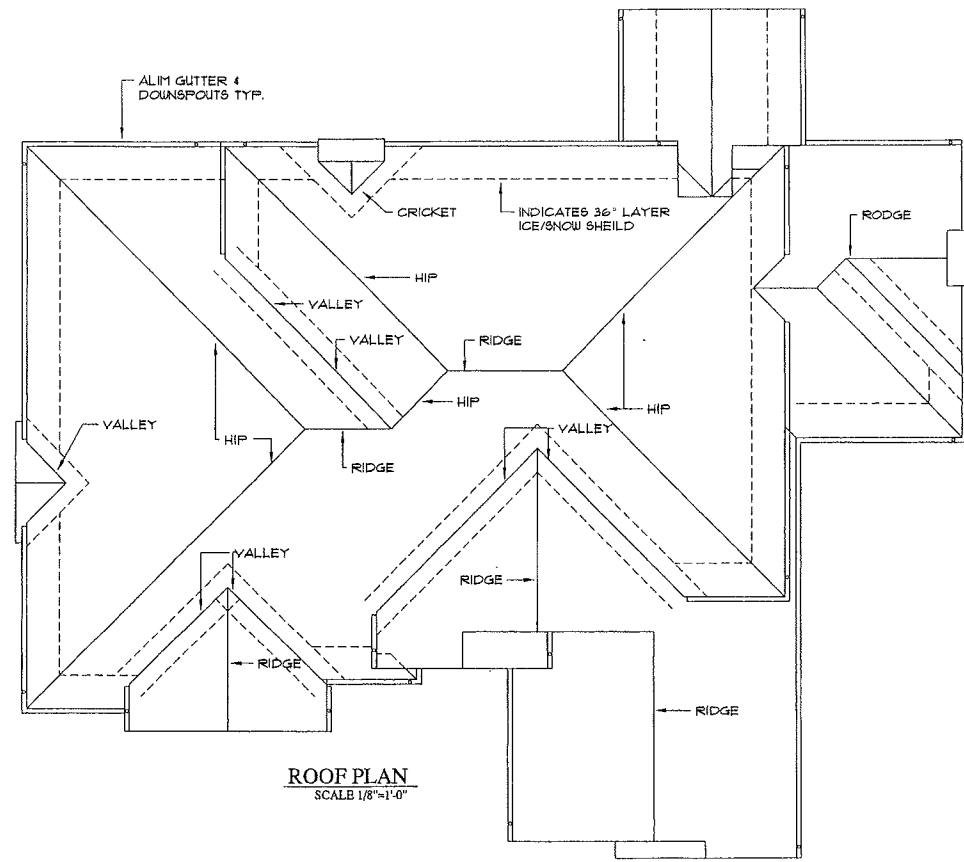 ALIM GUTTER &
DOWNSPOUTS TYP.
CRICKET
INDICATES 36" LAYER
ICE/SNOW SHEILD
RODGE
HIP
VALLEY
VALLEY
RIDGE
HIP
HIP
VALLEY
VALLEY
HIP
RIDGE
VALLEY
RIDGE
RIDGE
RIDGE
ROOF PLAN
SCALE 1/8"=1'-0"